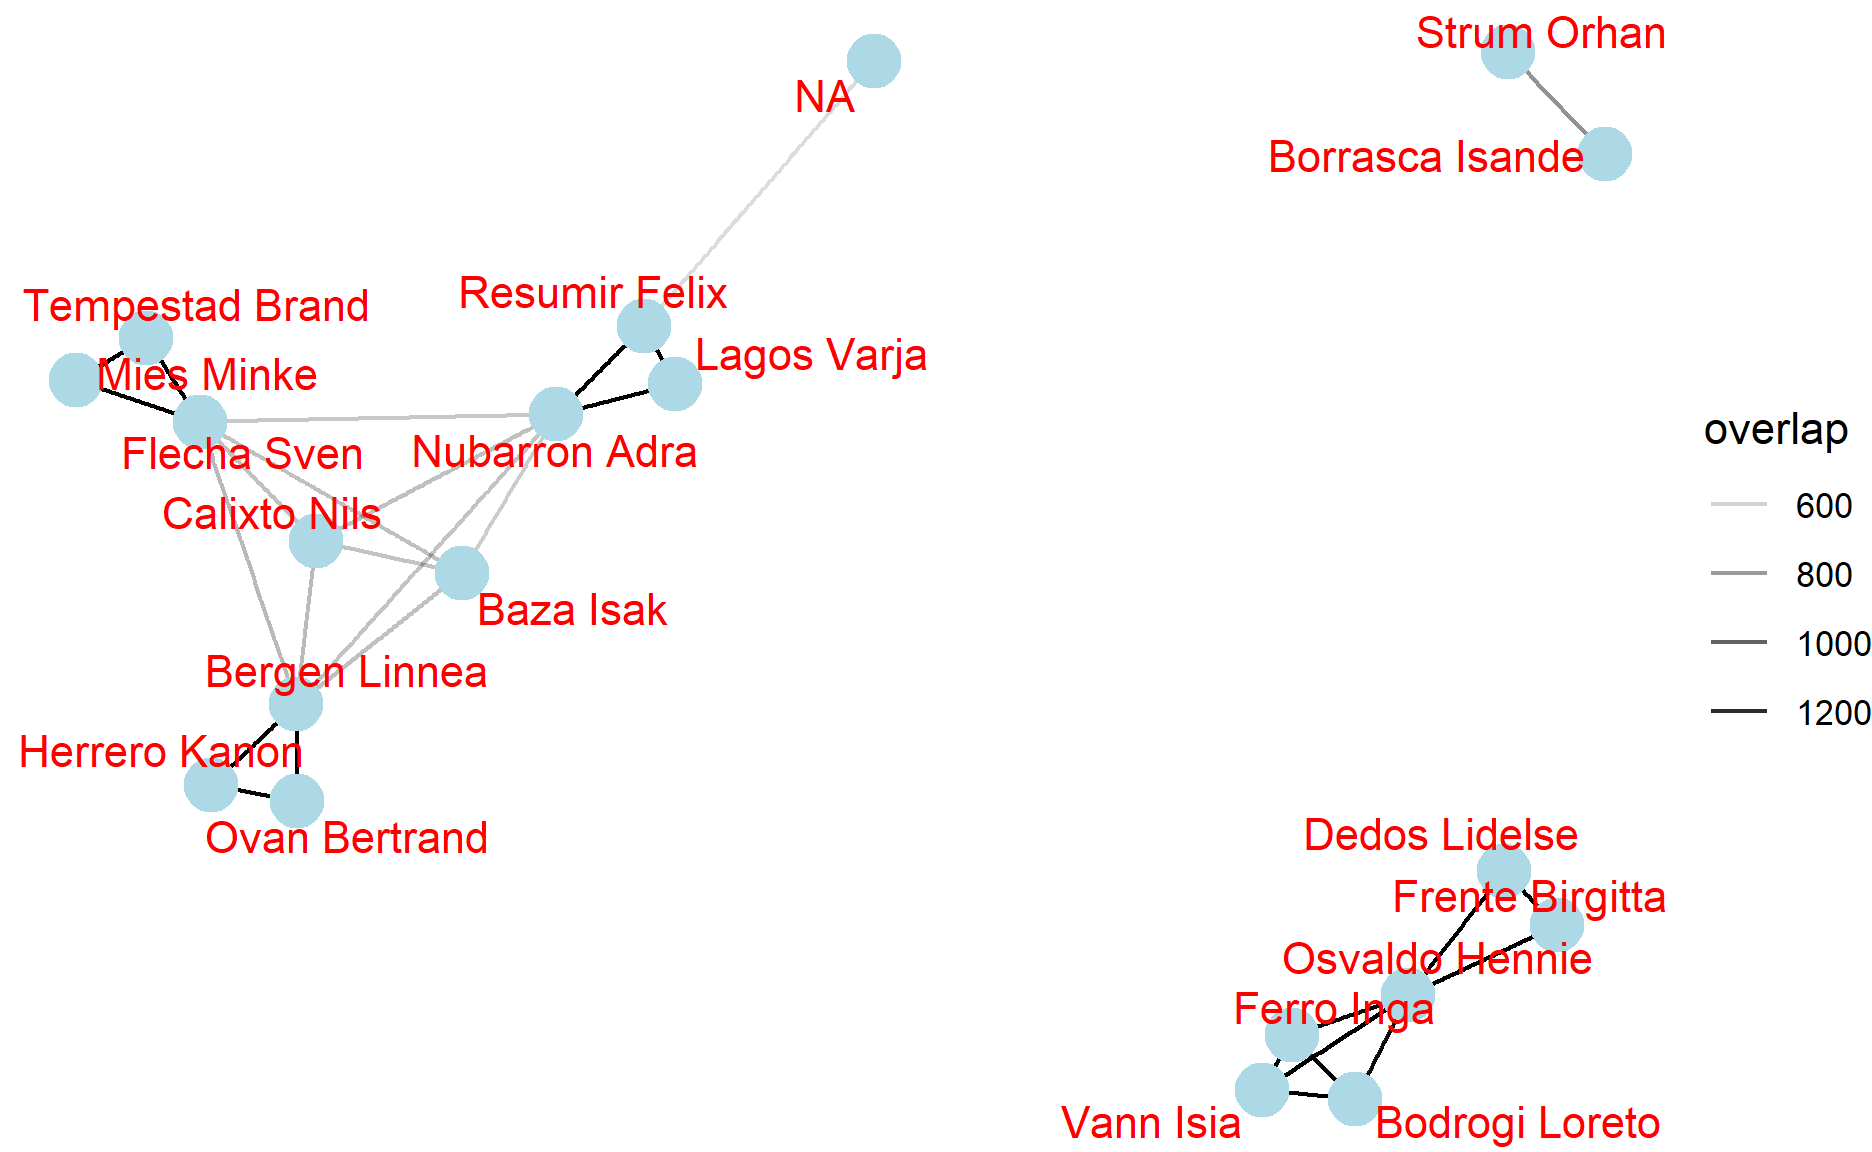 Strum Orhan
NA
Borrasca Isande
Resumir Felix
Tempestad Brand
Lagos Varja
Mies Minke
overlap
Flecha Sven
Nubarron Adra
600
Calixto Nils
800
Baza Isak
1000
Bergen Linnea
1200
Herrero Kanon
Ovan Bertrand
Dedos Lidelse
Frente Birgitta
Osvaldo Hennie
Ferro Inga
Vann Isia
Bodrogi Loreto